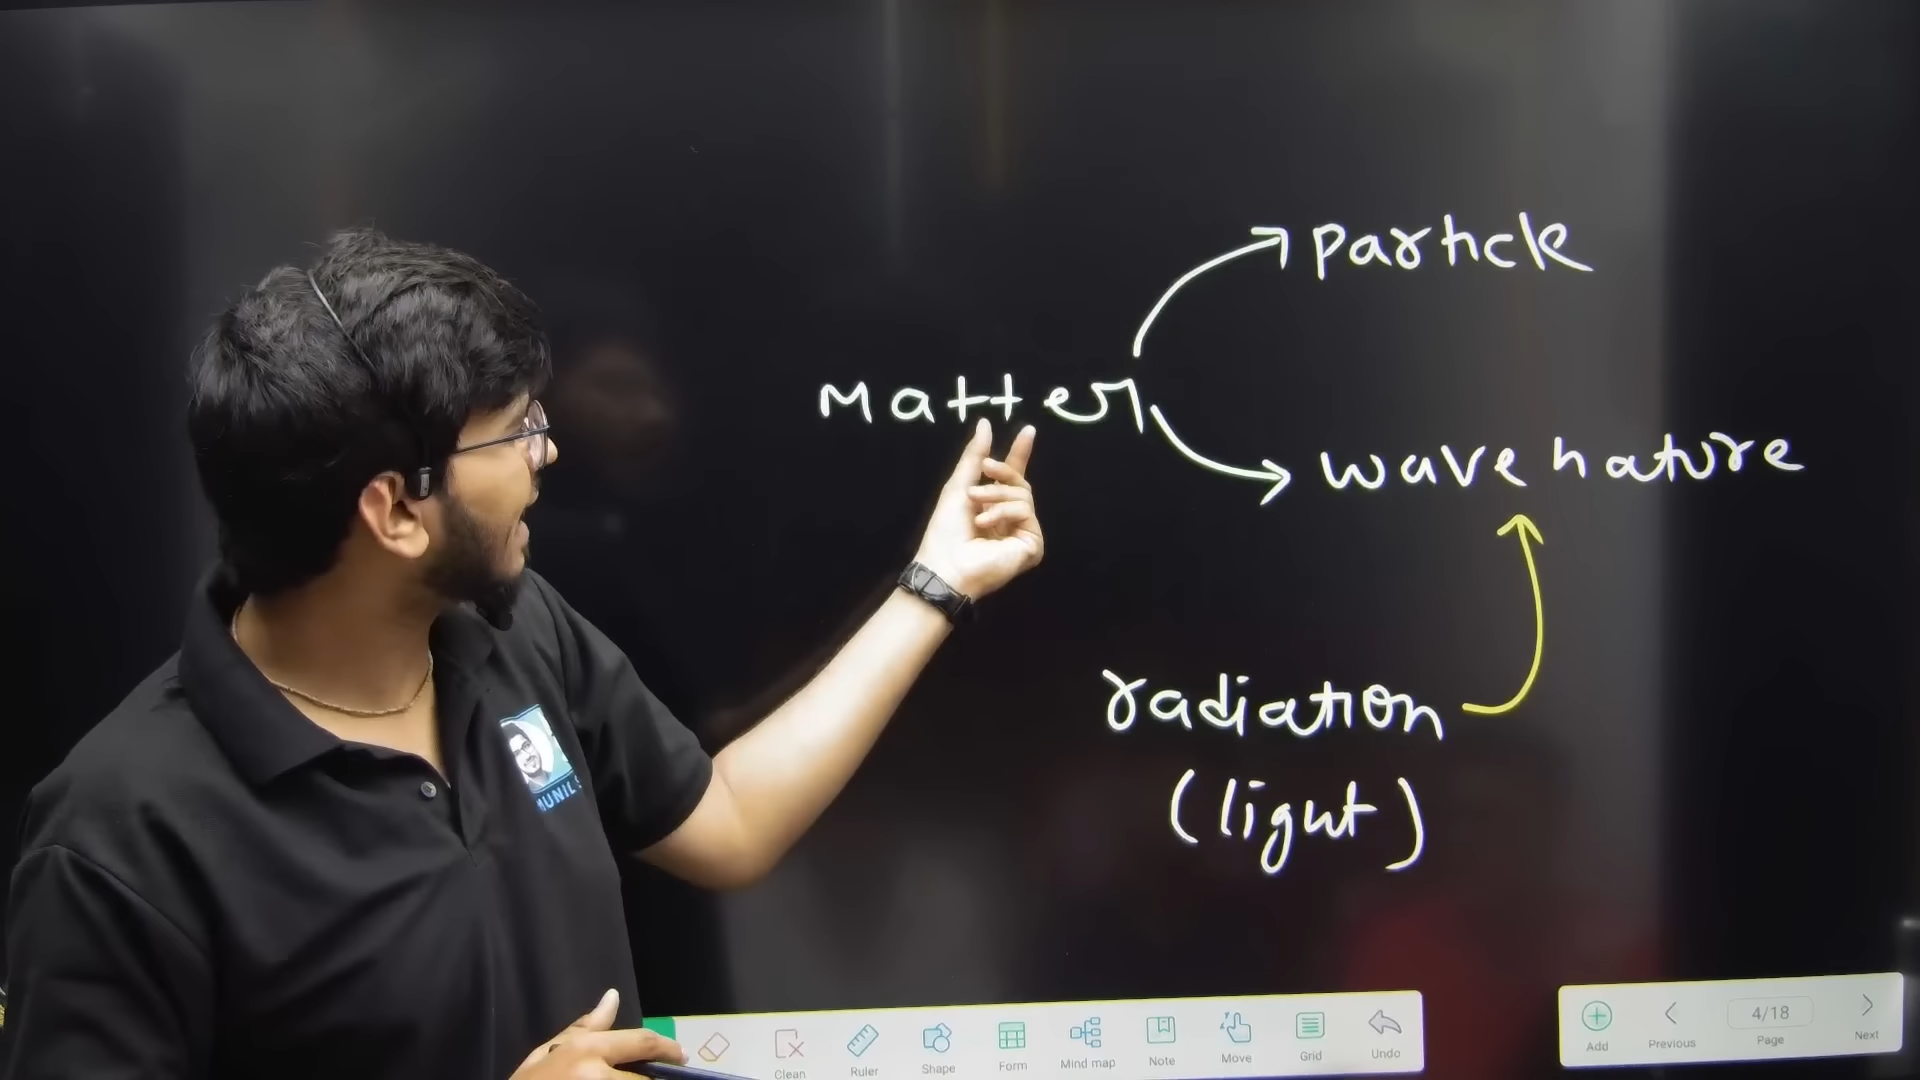 particle
Matter
wave nature
radiation
(light)
MUNIL S
Clean Ruler Shape Form Mind map Note Move Grid Undo
Add Previous 4/18 Page Next